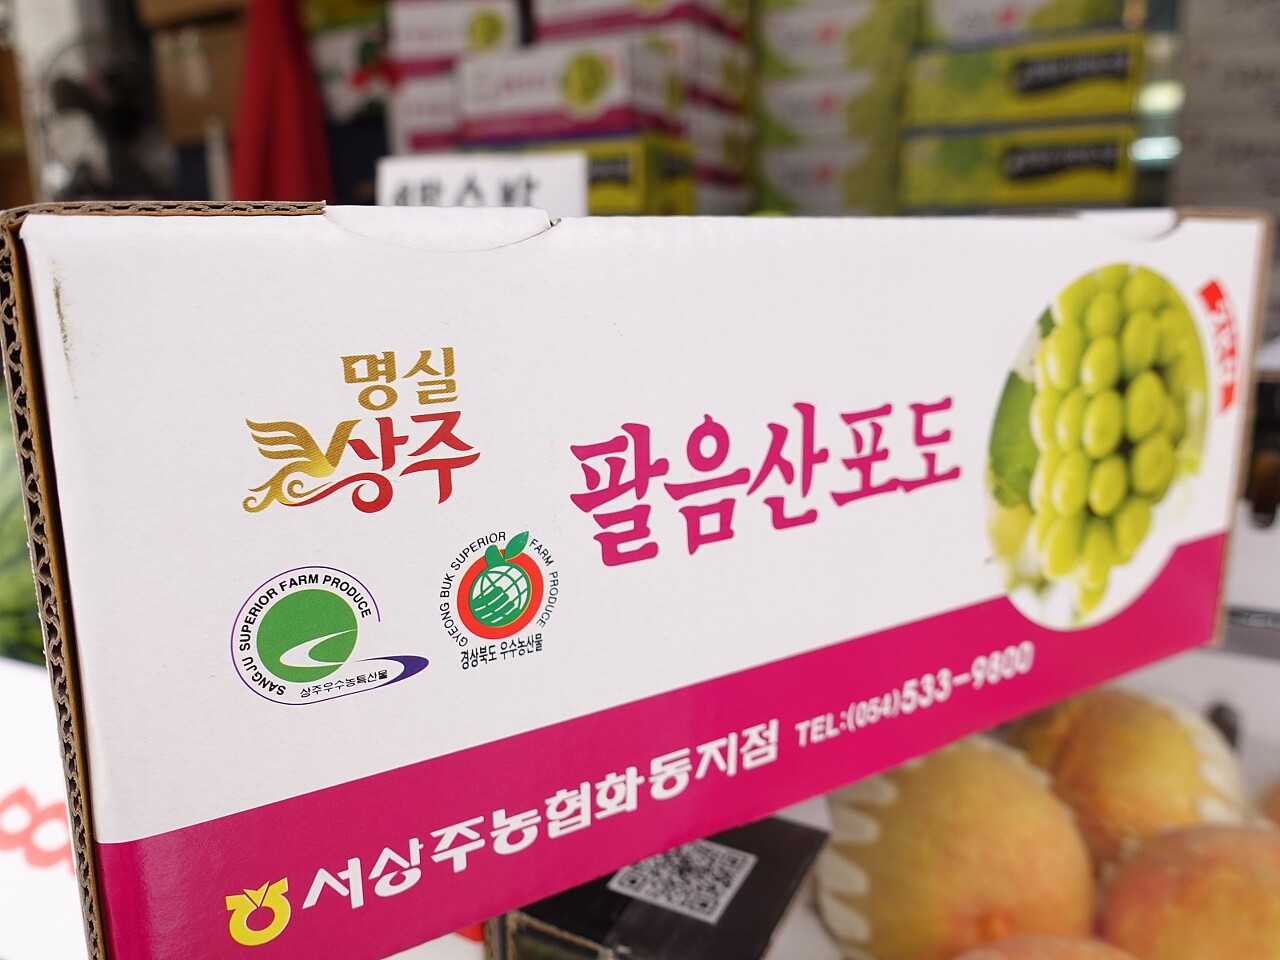 명실
상주
팔음산포도
SANGJU SUPERIOR FARM PRODUCE
상주우수농특산물
GYEONG BUK SUPERIOR FARM PRODUCE
경상북도 우수농산물
서상주농협화동지점 TEL:(054)533-9800